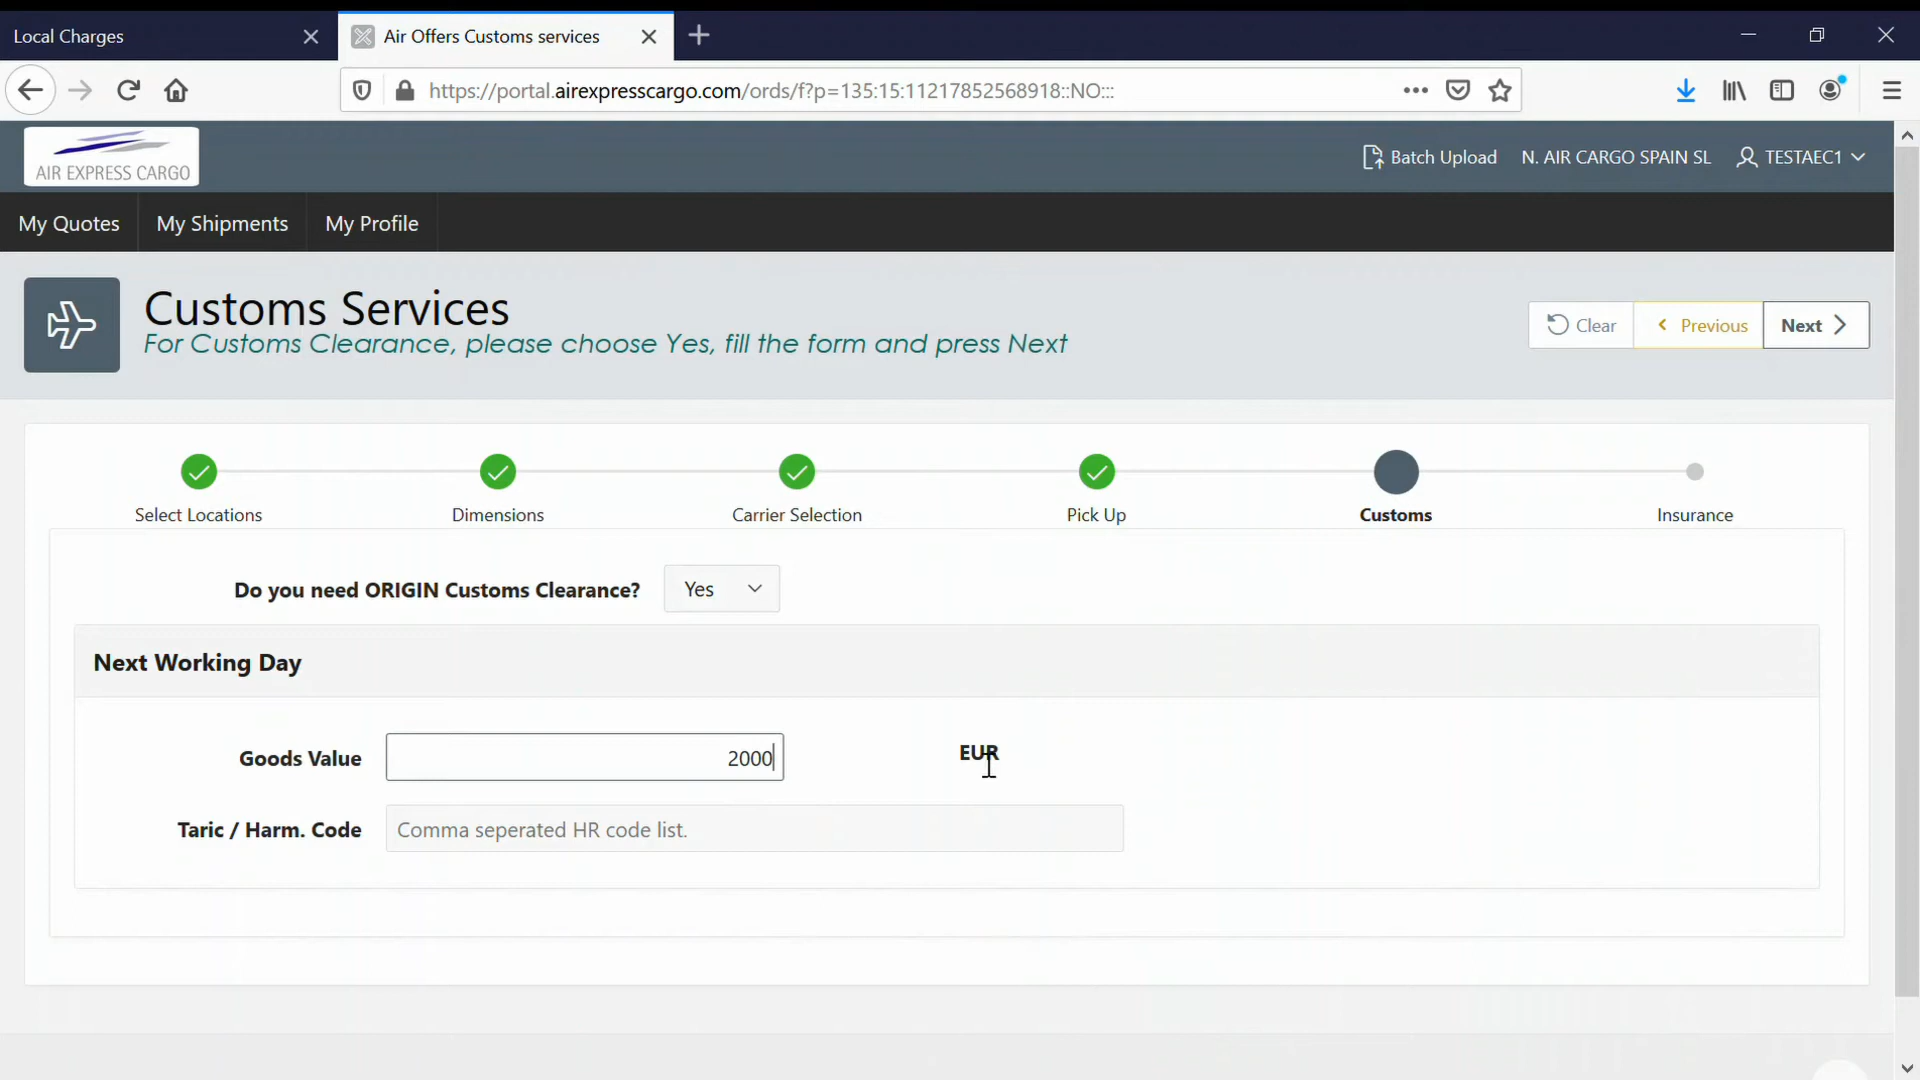 Local Charges
Air Offers Customs services
https://portal.airexpresscargo.com/ords/f?p=135:15:11217852568918::NO:::
AIR EXPRESS CARGO
Batch Upload
N. AIR CARGO SPAIN SL
TESTAEC1
My Quotes
My Shipments
My Profile
Customs Services
For Customs Clearance, please choose Yes, fill the form and press Next
Clear
Previous
Next
Select Locations
Dimensions
Carrier Selection
Pick Up
Customs
Insurance
Do you need ORIGIN Customs Clearance?
Yes
Next Working Day
Goods Value
2000
EUR
Taric / Harm. Code
Comma seperated HR code list.